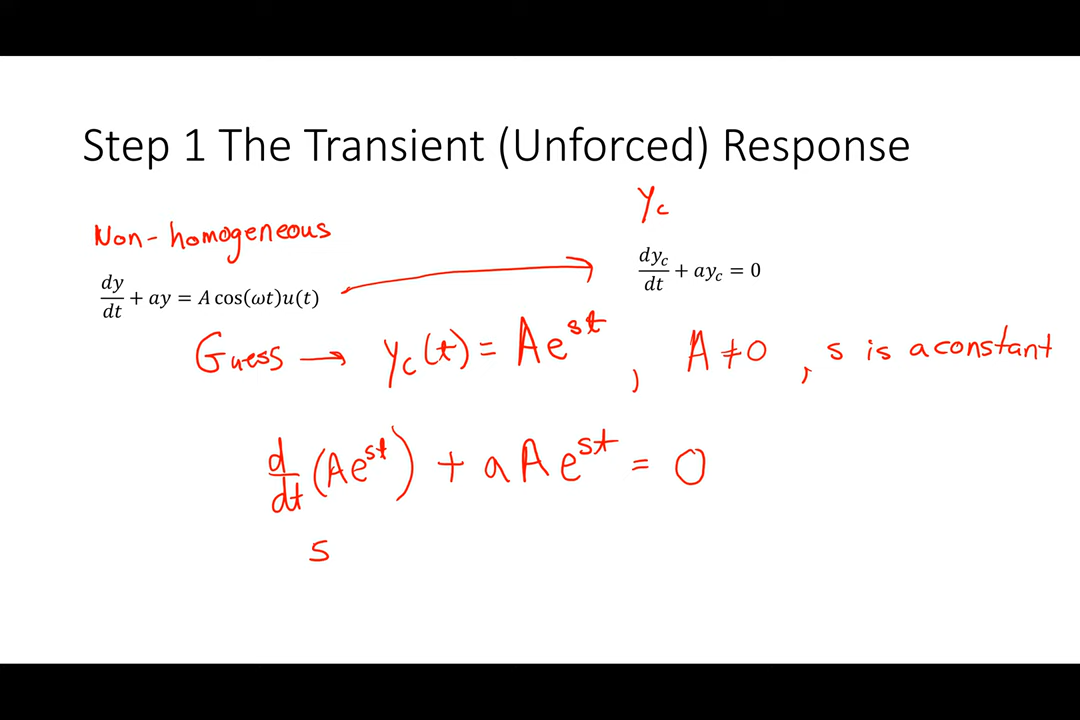 Step 1 The Transient (Unforced) Response
Yc
Non-homogeneous
dy/dt + ay = A cos(ωt)u(t)
dy_c/dt + ay_c = 0
Guess → y_c(t) = Ae^{st}, A ≠ 0, s is a constant
d/dt (Ae^{st}) + aAe^{st} = 0
s